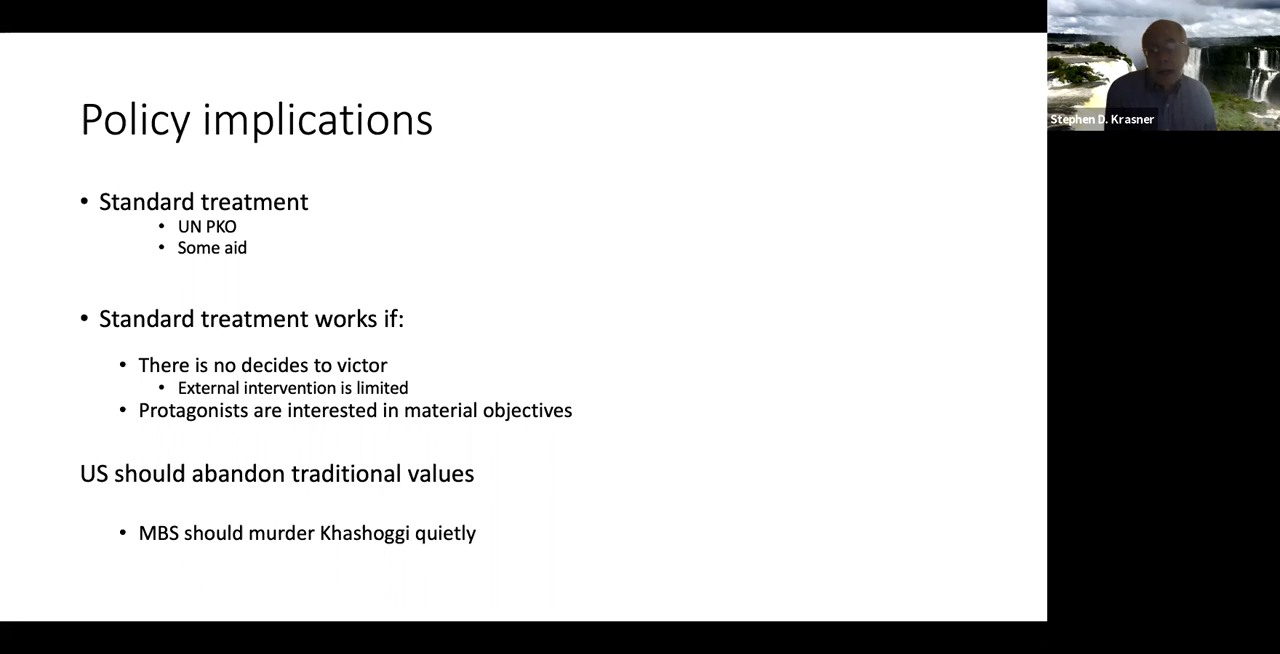 Policy implications
• Standard treatment
• UN PKO
• Some aid
• Standard treatment works if:
• There is no decides to victor
• External intervention is limited
• Protagonists are interested in material objectives
US should abandon traditional values
• MBS should murder Khashoggi quietly
Stephen D. Krasner